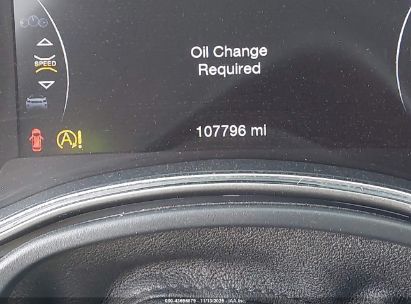 Oil Change
Required
SPEED
107796 mi
A!